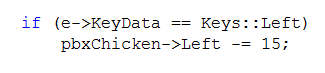 if (e->KeyData == Keys::Left)
    pbxChicken->Left -= 15;